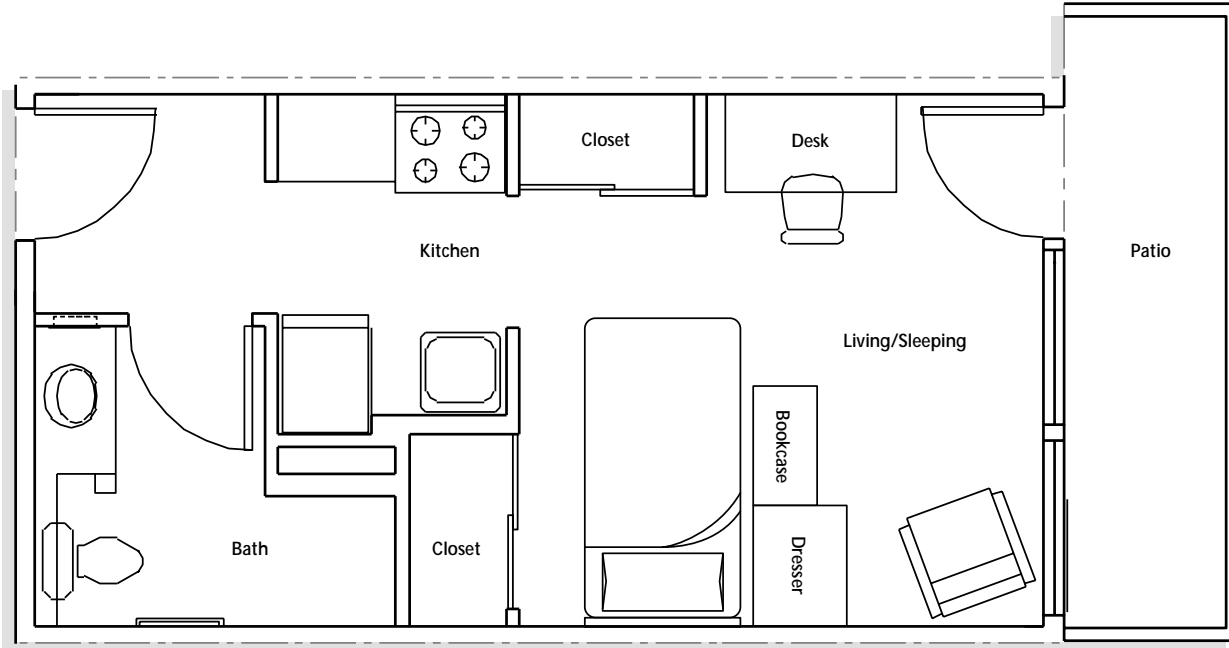 Closet
Desk
Kitchen
Patio
Living/Sleeping
Bookcase
Bath
Closet
Dresser